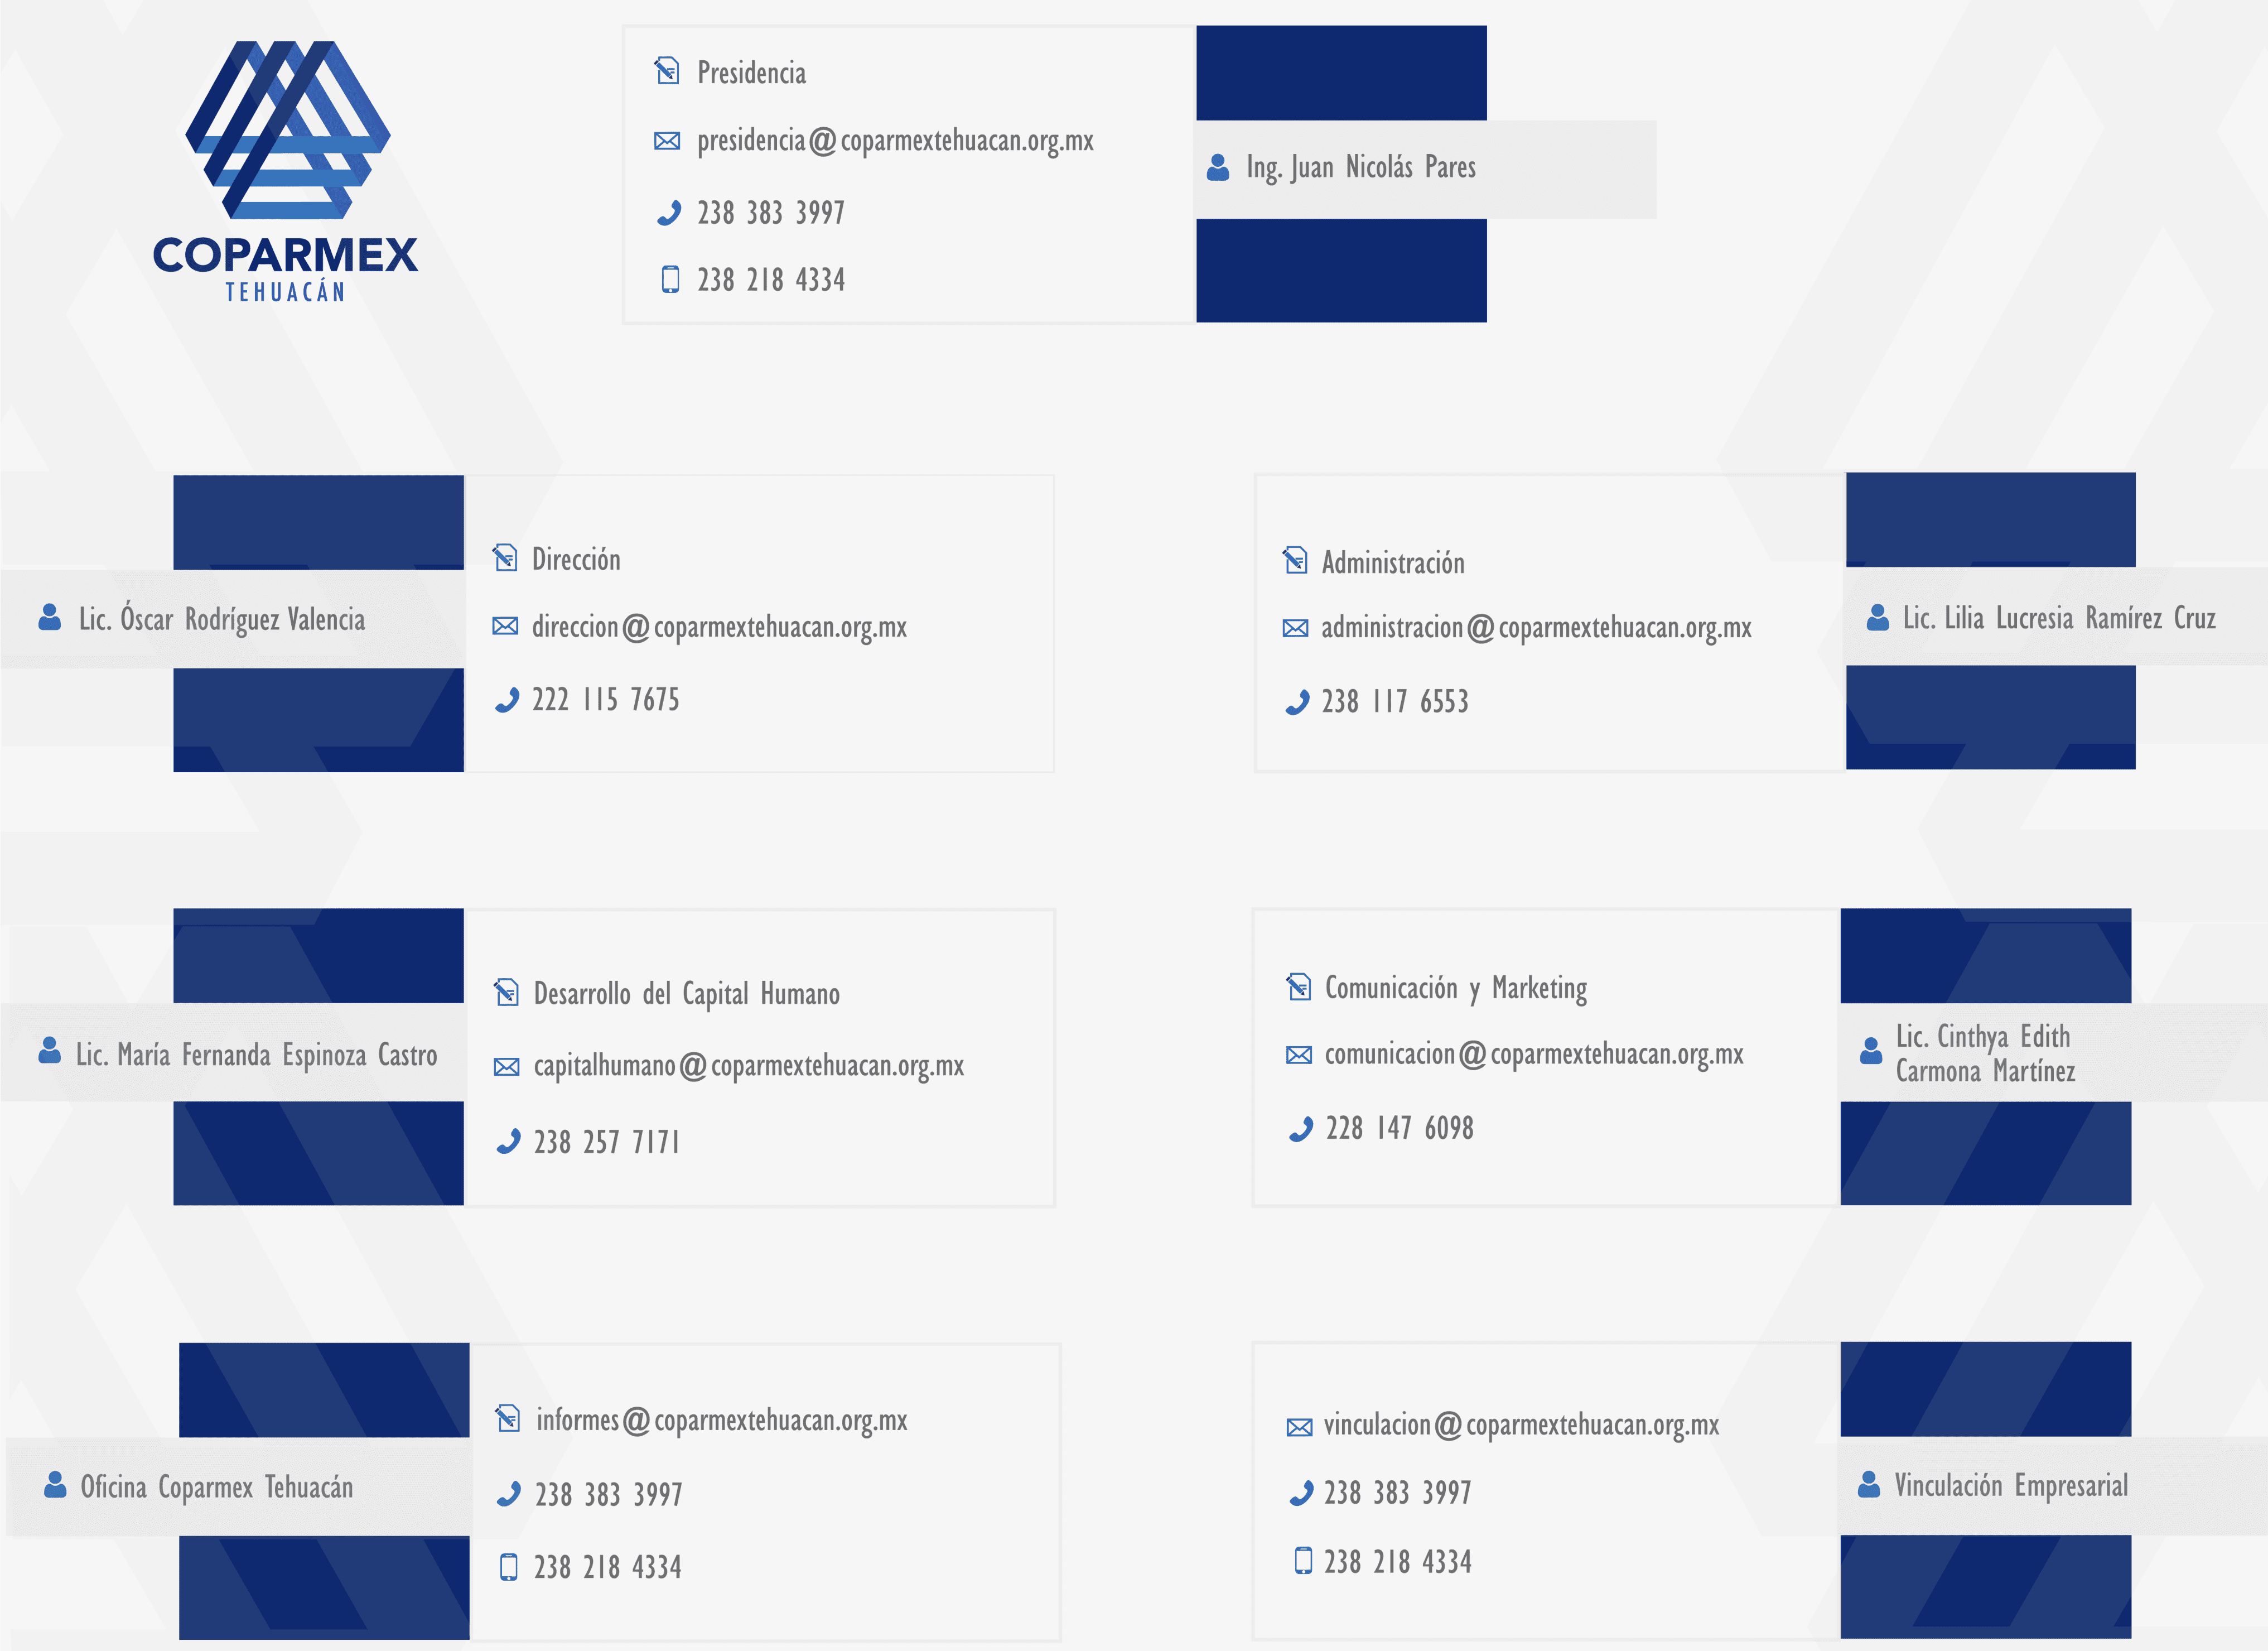 COPARMEX
TEHUACÁN
Presidencia
presidencia@coparmextehuacan.org.mx
238 383 3997
238 218 4334
Ing. Juan Nicolás Pares
Lic. Óscar Rodríguez Valencia
Dirección
direccion@coparmextehuacan.org.mx
222 115 7675
Administración
administracion@coparmextehuacan.org.mx
238 117 6553
Lic. Lilia Lucresia Ramírez Cruz
Lic. María Fernanda Espinoza Castro
Desarrollo del Capital Humano
capitalhumano@coparmextehuacan.org.mx
238 257 7171
Comunicación y Marketing
comunicacion@coparmextehuacan.org.mx
228 147 6098
Lic. Cinthya Edith
Carmona Martínez
Oficina Coparmex Tehuacán
informes@coparmextehuacan.org.mx
238 383 3997
238 218 4334
vinculacion@coparmextehuacan.org.mx
238 383 3997
238 218 4334
Vinculación Empresarial